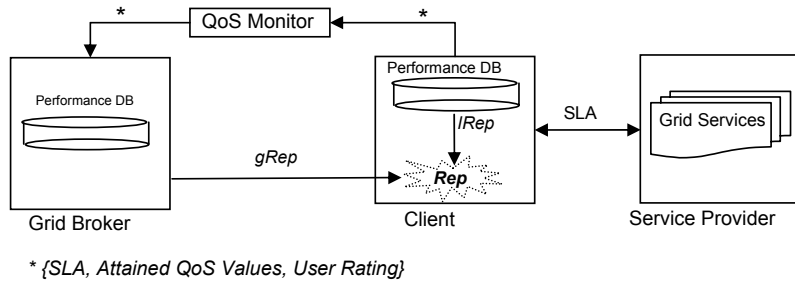 * QoS Monitor *
Performance DB
Performance DB
lRep
SLA
Grid Services
gRep
Rep
Grid Broker
Client
Service Provider
* {SLA, Attained QoS Values, User Rating}